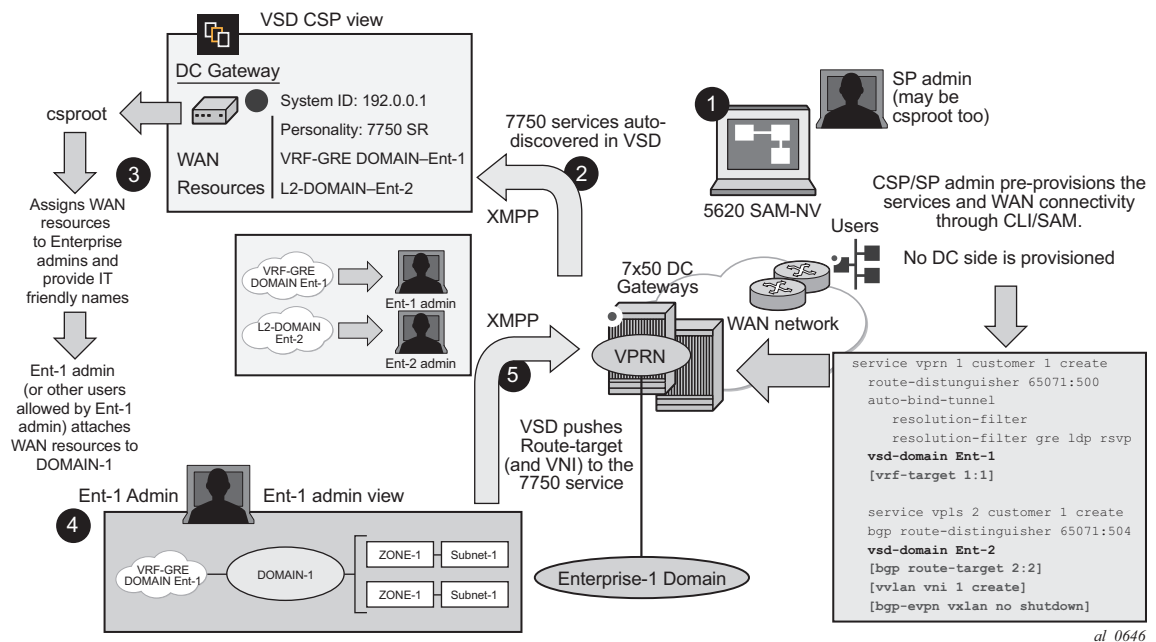 VSD CSP view
DC Gateway
System ID: 192.0.0.1
Personality: 7750 SR
VRF-GRE DOMAIN–Ent-1
L2-DOMAIN–Ent-2
WAN
Resources
csproot
3
Assigns WAN
resources
to Enterprise
admins and
provide IT
friendly names
Ent-1 admin
(or other users
allowed by Ent-1
admin) attaches
WAN resources to
DOMAIN-1
7750 services auto-
discovered in VSD
2
XMPP
1
5620 SAM-NV
SP admin
(may be
csproot too)
CSP/SP admin pre-provisions the
services and WAN connectivity
through CLI/SAM.
No DC side is provisioned
Users
7x50 DC
Gateways
WAN network
VPRN
VRF-GRE
DOMAIN Ent-1
Ent-1 admin
L2-DOMAIN
Ent-2
Ent-2 admin
XMPP
5
VSD pushes
Route-target
(and VNI) to the
7750 service
service vprn 1 customer 1 create
route-distunguisher 65071:500
auto-bind-tunnel
resolution-filter
resolution-filter gre ldp rsvp
vsd-domain Ent-1
[vrf-target 1:1]
service vpls 2 customer 1 create
bgp route-distinguisher 65071:504
vsd-domain Ent-2
[bgp route-target 2:2]
[vvlan vni 1 create]
[bgp-evpn vxlan no shutdown]
Ent-1 Admin
Ent-1 admin view
4
VRF-GRE
DOMAIN Ent-1
DOMAIN-1
ZONE-1
Subnet-1
ZONE-1
Subnet-1
Enterprise-1 Domain
al_0646